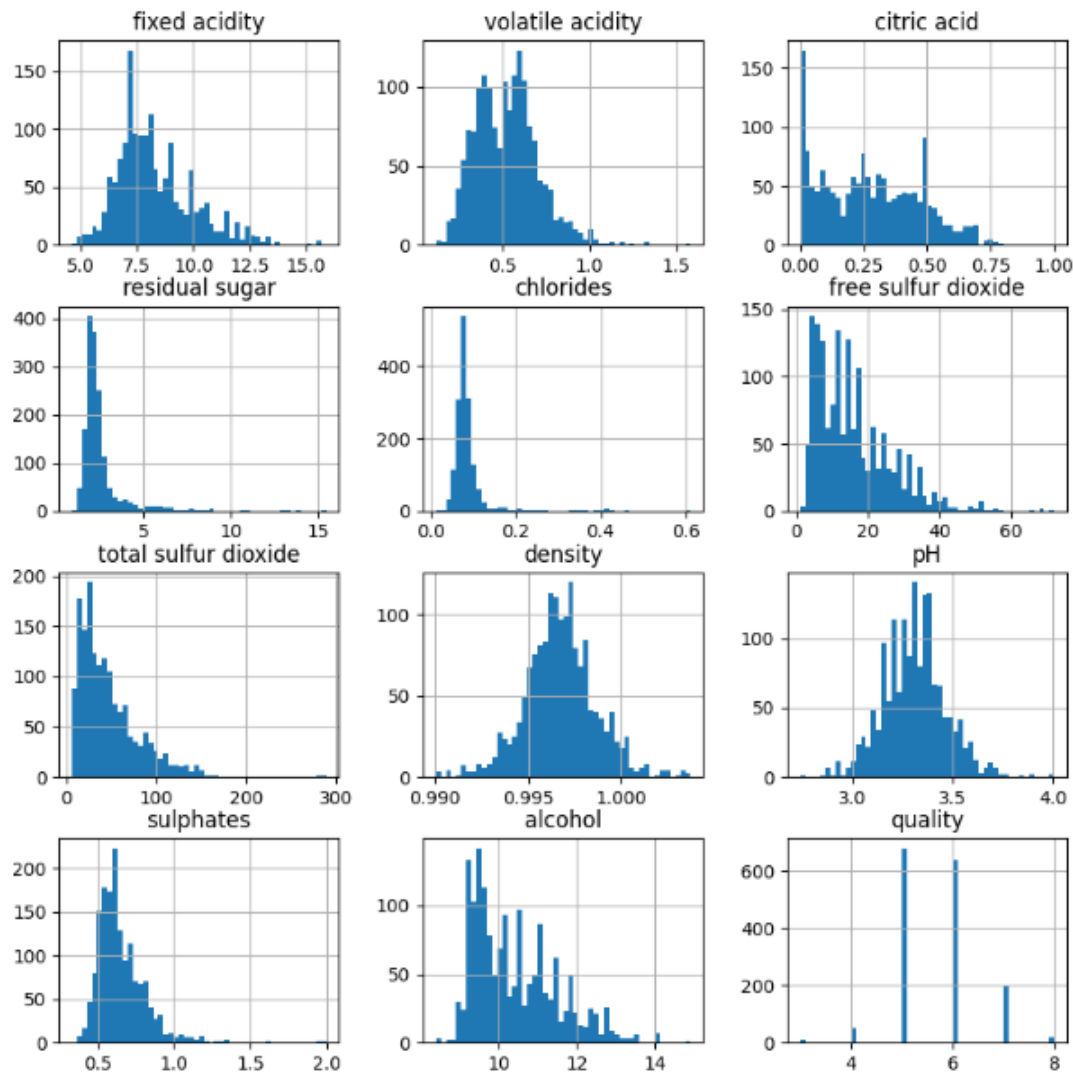 fixed acidity volatile acidity citric acid
150
100
50
0
5.0 7.5 10.0 12.5 15.0
100
50
0
0.5 1.0 1.5
150
100
50
0
0.00 0.25 0.50 0.75 1.00
residual sugar chlorides free sulfur dioxide
400
300
200
100
0
5 10 15
400
200
0
0.0 0.2 0.4 0.6
150
100
50
0
0 20 40 60
total sulfur dioxide density pH
200
150
100
50
0
0 100 200 300
100
50
0
0.990 0.995 1.000
100
50
0
3.0 3.5 4.0
sulphates alcohol quality
200
150
100
50
0
0.5 1.0 1.5 2.0
100
50
0
10 12 14
600
400
200
0
4 6 8